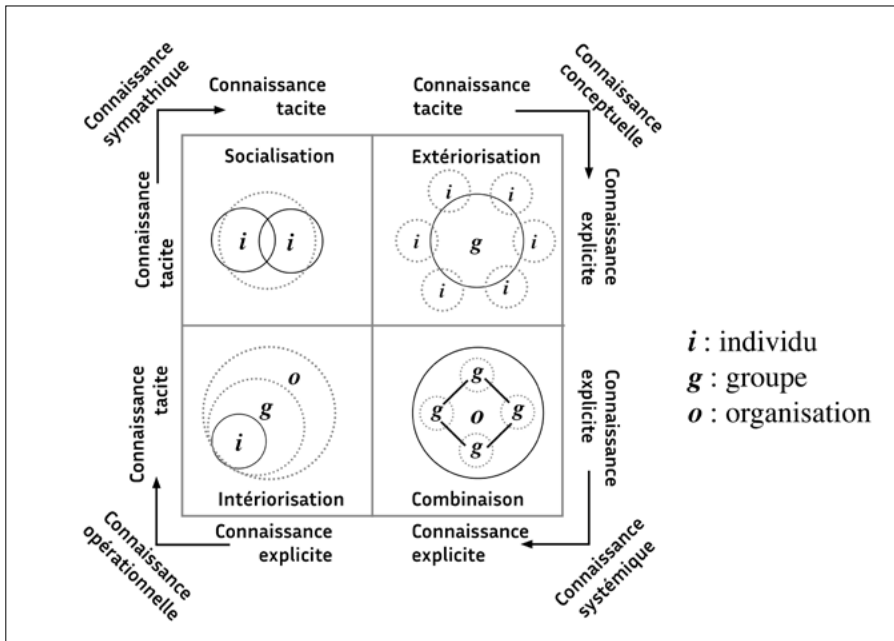 Connaissance
sympathique
Connaissance
tacite
Connaissance
tacite
Connaissance
conceptuelle
Connaissance
tacite
Socialisation
i
i
Extériorisation
i
i
i
g
i
i
i
Connaissance
explicite
Connaissance
tacite
o
g
i
Intériorisation
g
g
o
g
g
Combinaison
Connaissance
explicite
i : individu
g : groupe
o : organisation
Connaissance
opérationnelle
Connaissance
explicite
Connaissance
explicite
Connaissance
systémique